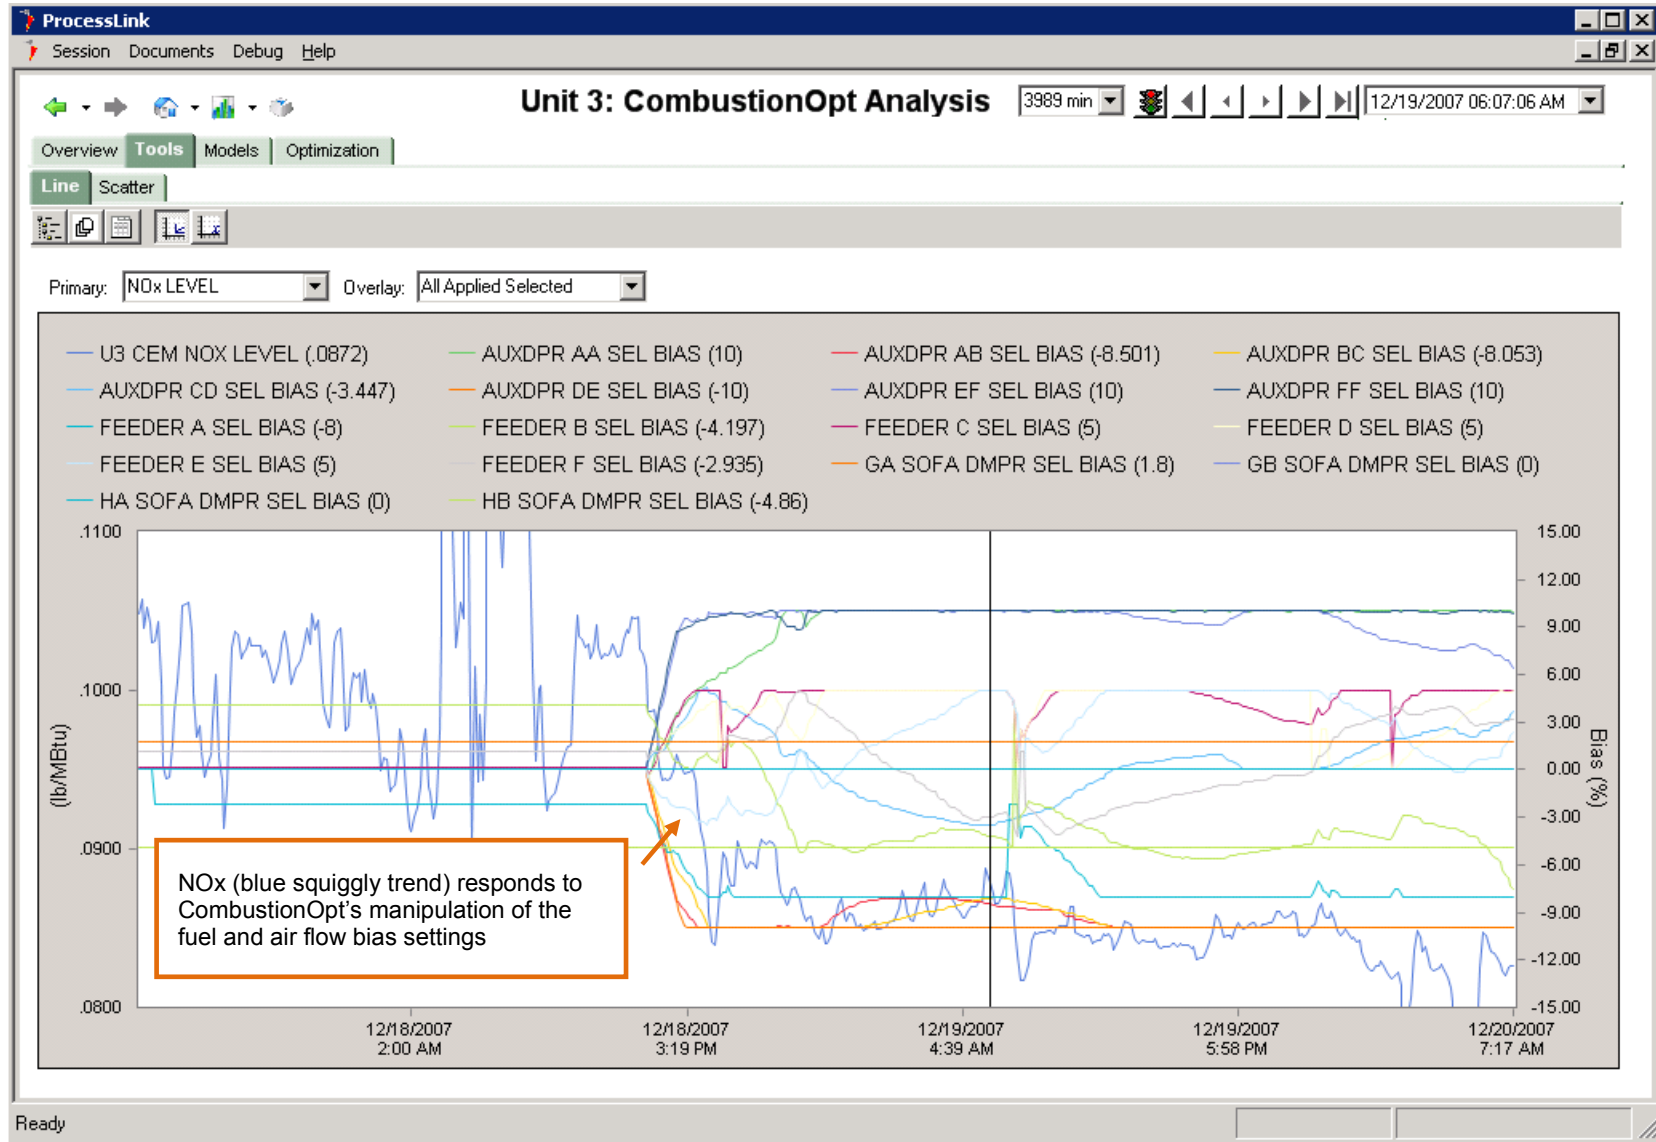 ProcessLink
Session Documents Debug Help
Unit 3: CombustionOpt Analysis 3989 min 12/19/2007 06:07:06 AM
Overview Tools Models Optimization
Line Scatter
Primary: NOx LEVEL Overlay: All Applied Selected
U3 CEM NOX LEVEL (.0872) AUXDPR AA SEL BIAS (10) AUXDPR AB SEL BIAS (-8.501) AUXDPR BC SEL BIAS (-8.053)
AUXDPR CD SEL BIAS (-3.447) AUXDPR DE SEL BIAS (-10) AUXDPR EF SEL BIAS (10) AUXDPR FF SEL BIAS (10)
FEEDER A SEL BIAS (-8) FEEDER B SEL BIAS (-4.197) FEEDER C SEL BIAS (5) FEEDER D SEL BIAS (5)
FEEDER E SEL BIAS (5) FEEDER F SEL BIAS (-2.935) GA SOFA DMPR SEL BIAS (1.8) GB SOFA DMPR SEL BIAS (0)
HA SOFA DMPR SEL BIAS (0) HB SOFA DMPR SEL BIAS (-4.86)
.1100
.1000
.0900
.0800
(lb/MBtu)
15.00
12.00
9.00
6.00
3.00
0.00
-3.00
-6.00
-9.00
-12.00
-15.00
Bias (%)
NOx (blue squiggly trend) responds to
CombustionOpt's manipulation of the
fuel and air flow bias settings
12/18/2007 12/18/2007 12/19/2007 12/19/2007 12/20/2007
2:00 AM 3:19 PM 4:39 AM 5:58 PM 7:17 AM
Ready